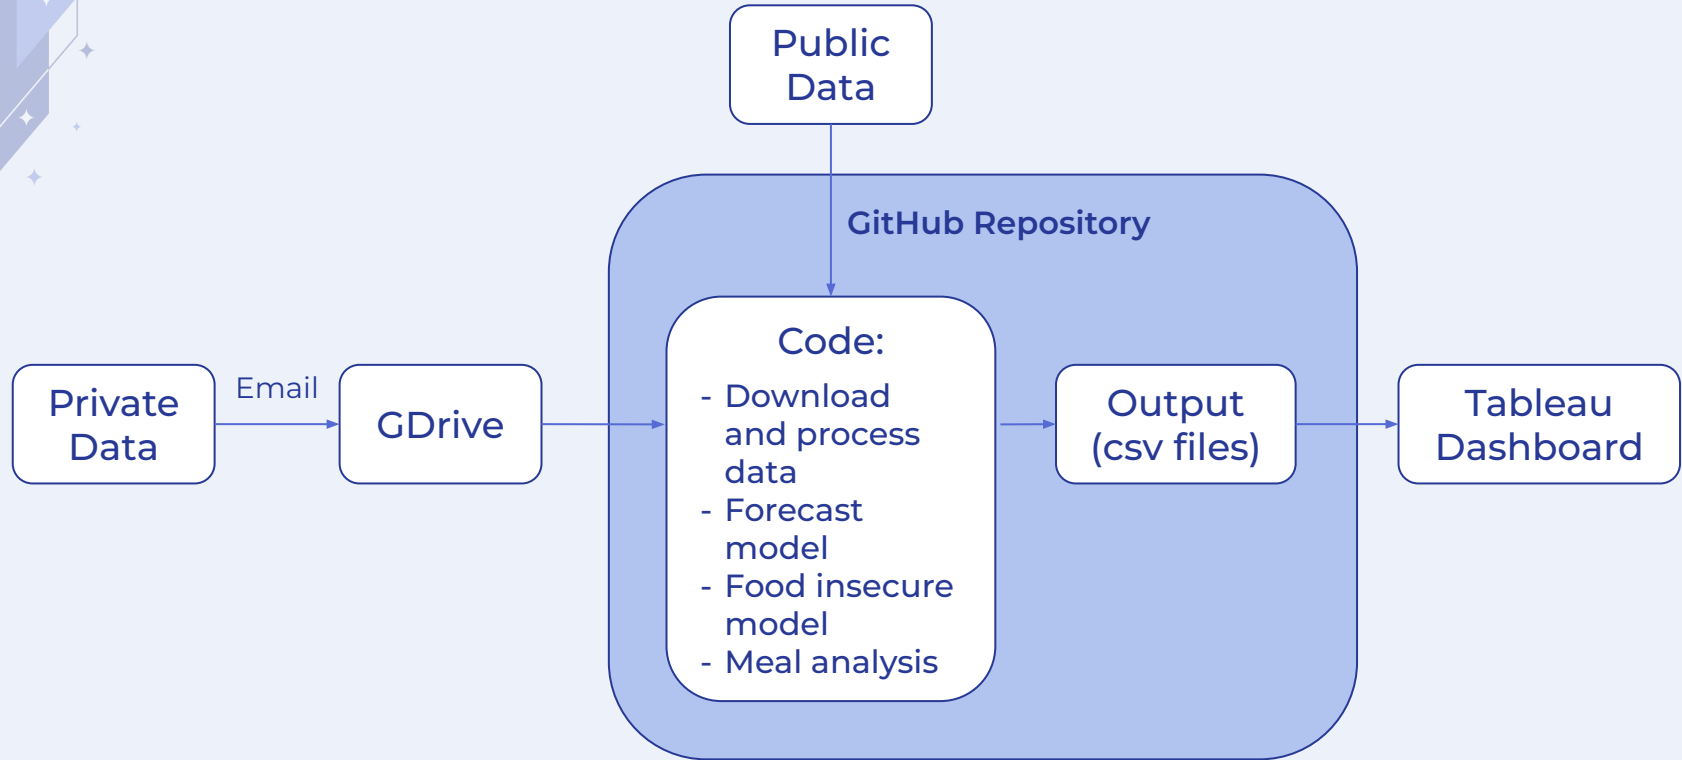 Public
Data
GitHub Repository
Private
Data
Email
GDrive
Code:
- Download
and process
data
- Forecast
model
- Food insecure
model
- Meal analysis
Output
(csv files)
Tableau
Dashboard